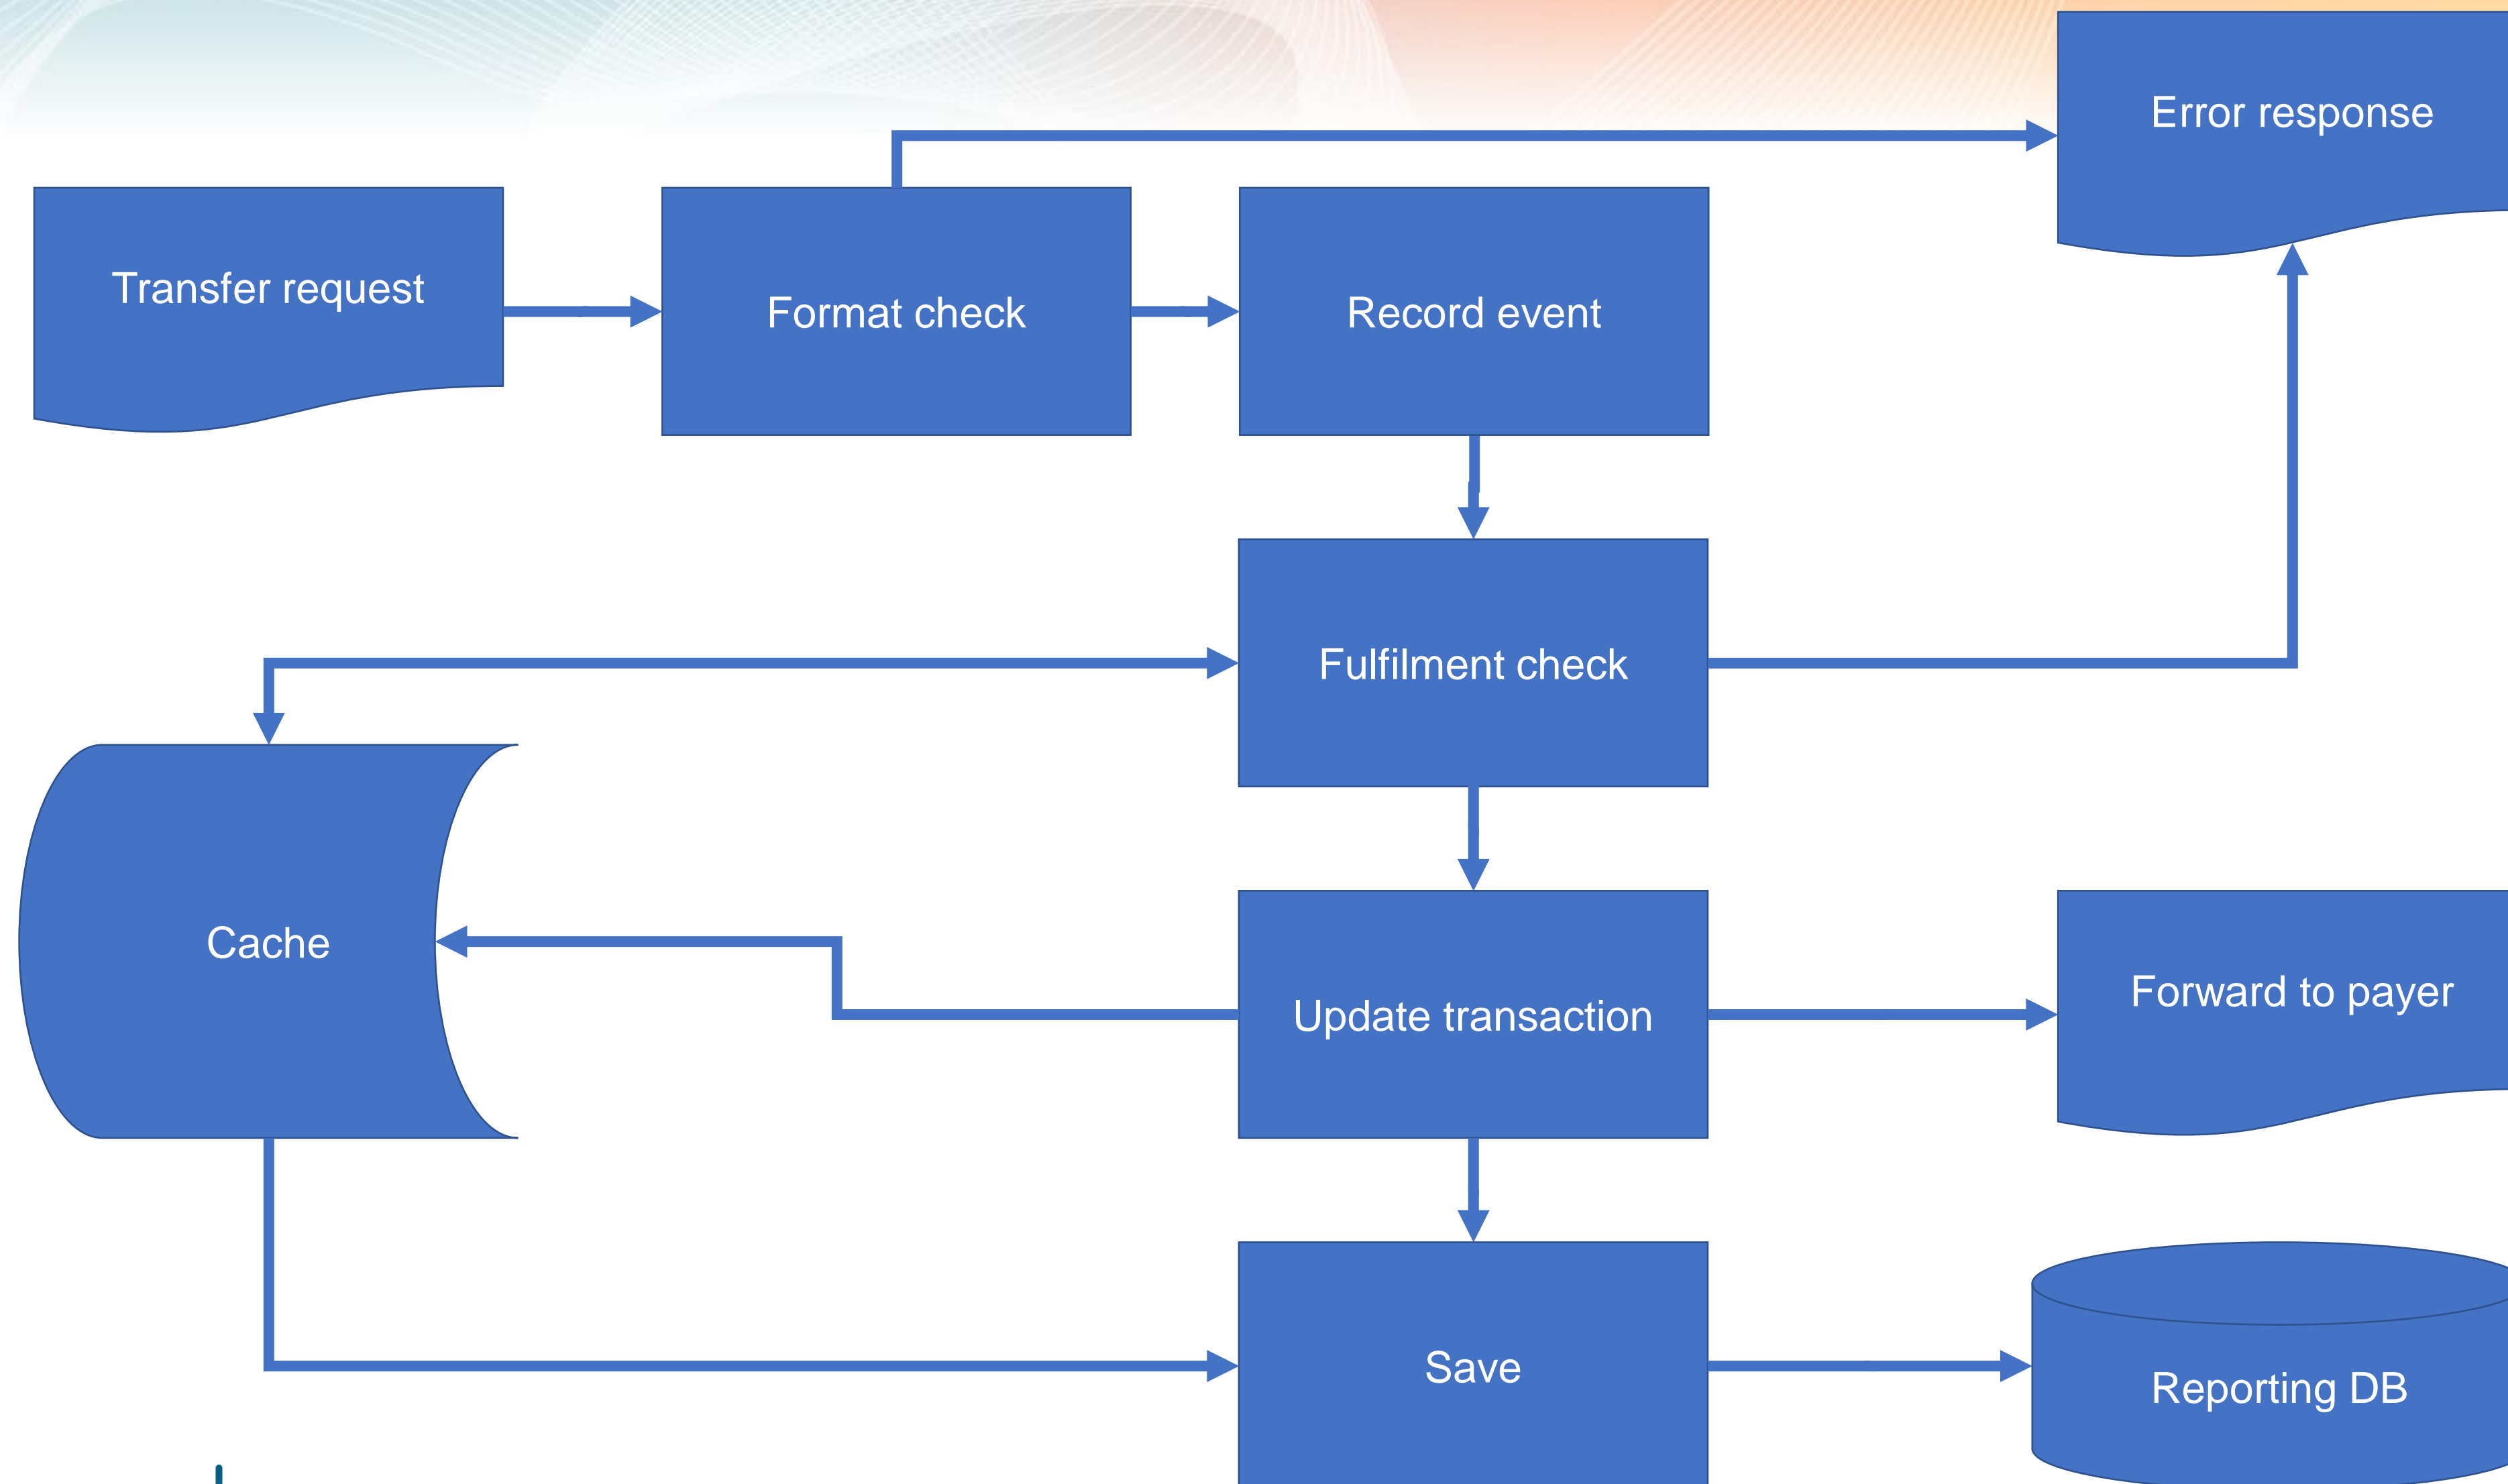 Error response
Transfer request
Format check
Record event
Fulfilment check
Cache
Update transaction
Forward to payer
Save
Reporting DB